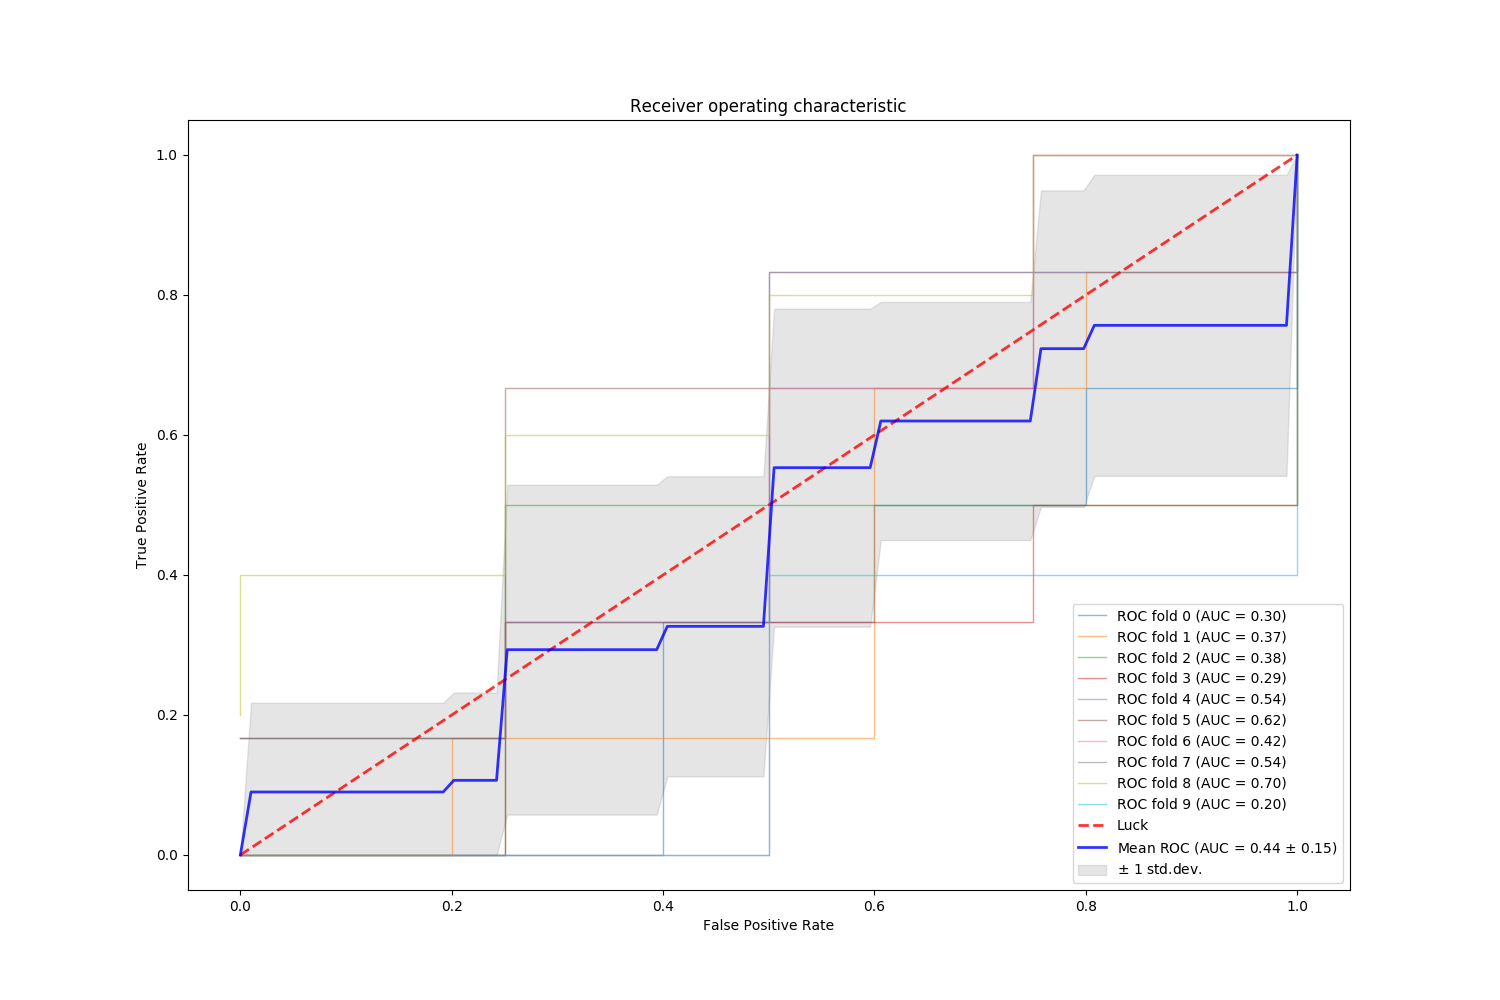 Receiver operating characteristic
1.0
0.8
0.6
0.4
0.2
0.0
True Positive Rate
0.0 0.2 0.4 0.6 0.8 1.0
False Positive Rate
ROC fold 0 (AUC = 0.30)
ROC fold 1 (AUC = 0.37)
ROC fold 2 (AUC = 0.38)
ROC fold 3 (AUC = 0.29)
ROC fold 4 (AUC = 0.54)
ROC fold 5 (AUC = 0.62)
ROC fold 6 (AUC = 0.42)
ROC fold 7 (AUC = 0.54)
ROC fold 8 (AUC = 0.70)
ROC fold 9 (AUC = 0.20)
Luck
Mean ROC (AUC = 0.44 ± 0.15)
± 1 std.dev.